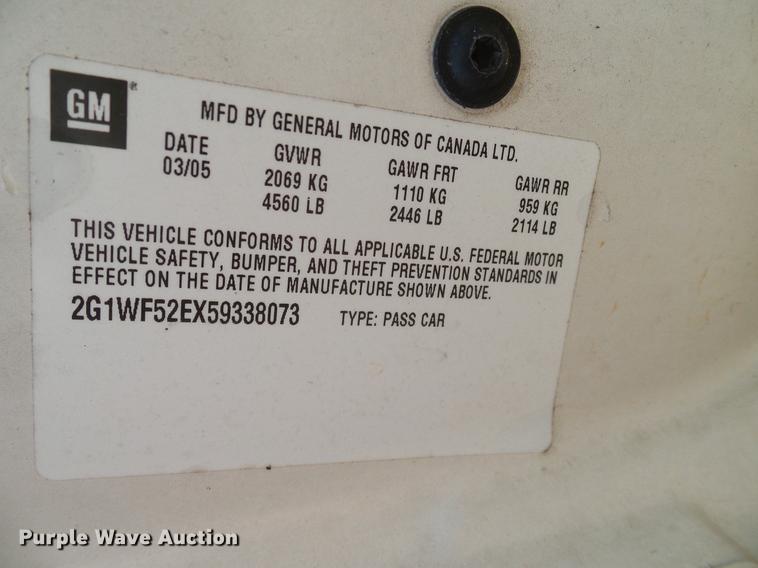 GM
MFD BY GENERAL MOTORS OF CANADA LTD.
DATE GVWR GAWR FRT GAWR RR
03/05 2069 KG 1110 KG 959 KG
4560 LB 2446 LB 2114 LB
THIS VEHICLE CONFORMS TO ALL APPLICABLE U.S. FEDERAL MOTOR
VEHICLE SAFETY, BUMPER, AND THEFT PREVENTION STANDARDS IN
EFFECT ON THE DATE OF MANUFACTURE SHOWN ABOVE.
2G1WF52EX59338073 TYPE: PASS CAR
Purple Wave Auction